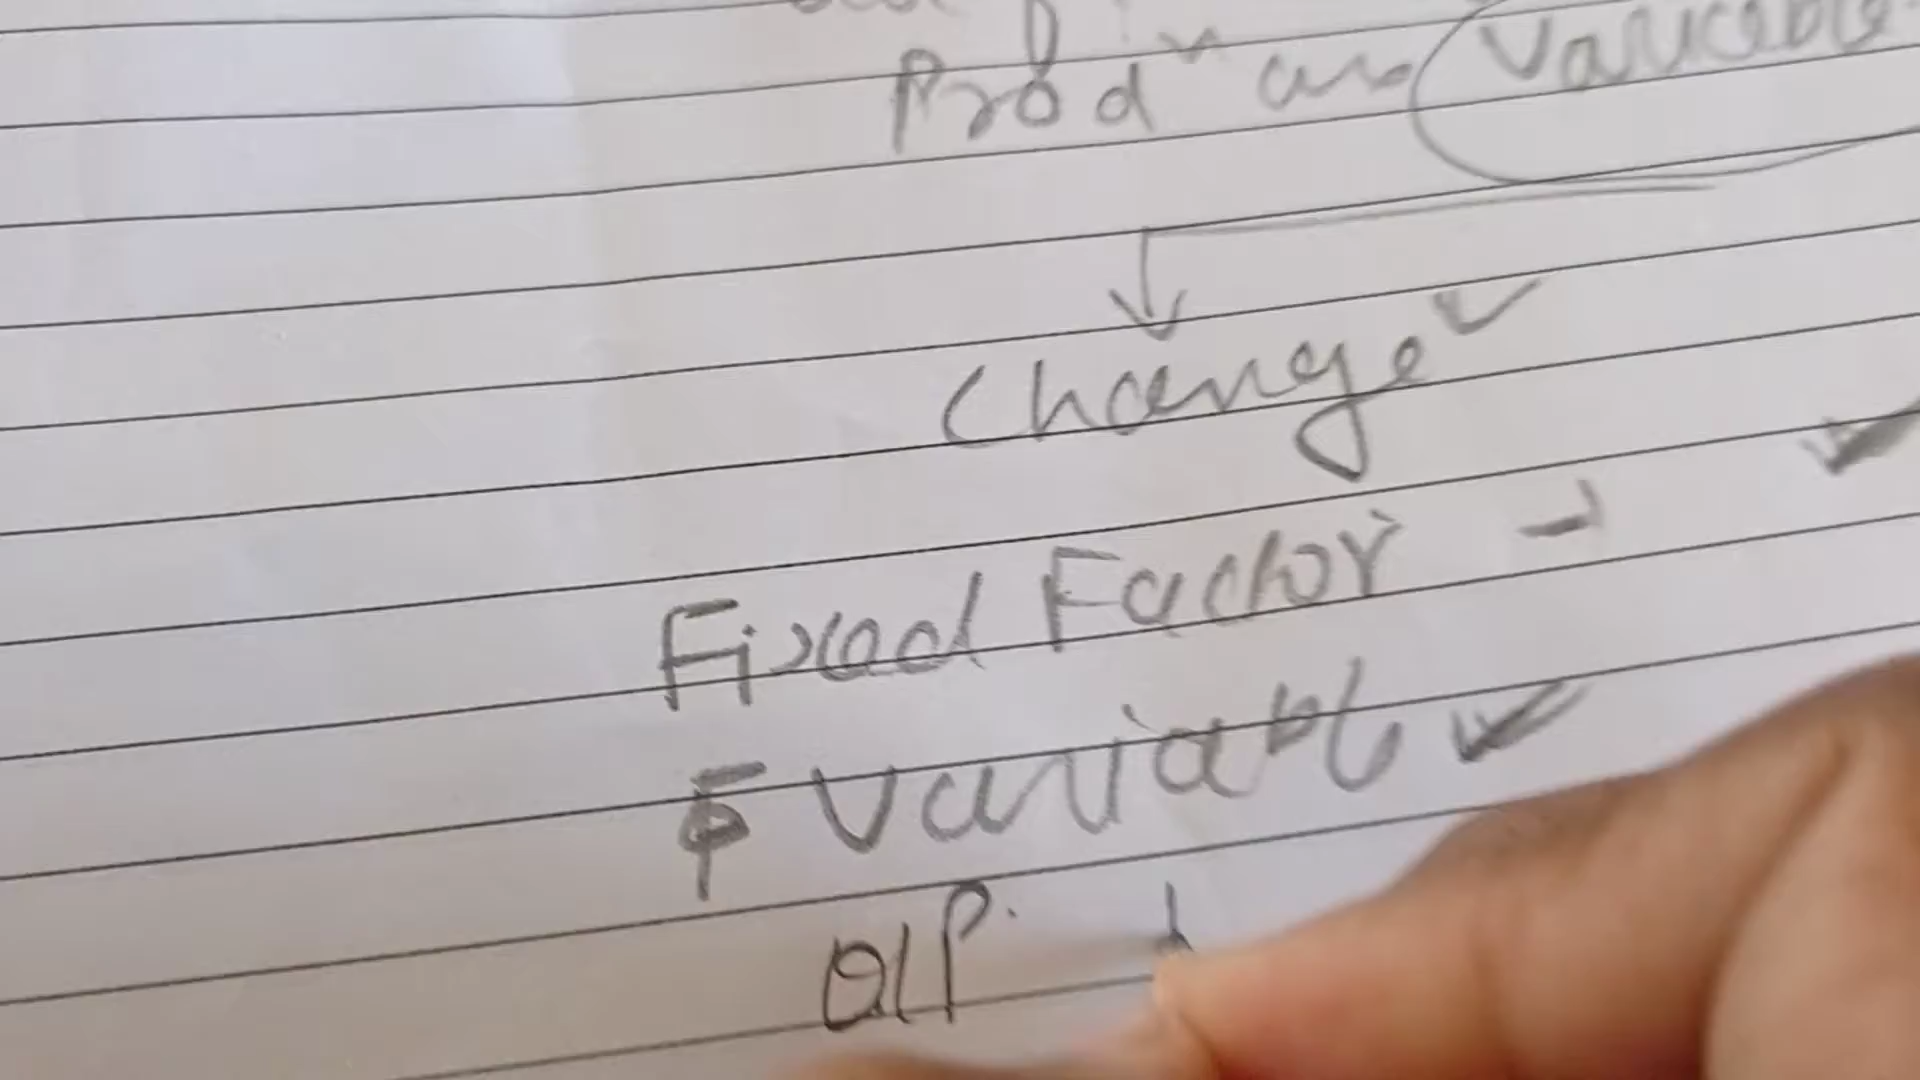 Prodⁿ are Variable
Change
Fixed Factor
F Variable
O/P